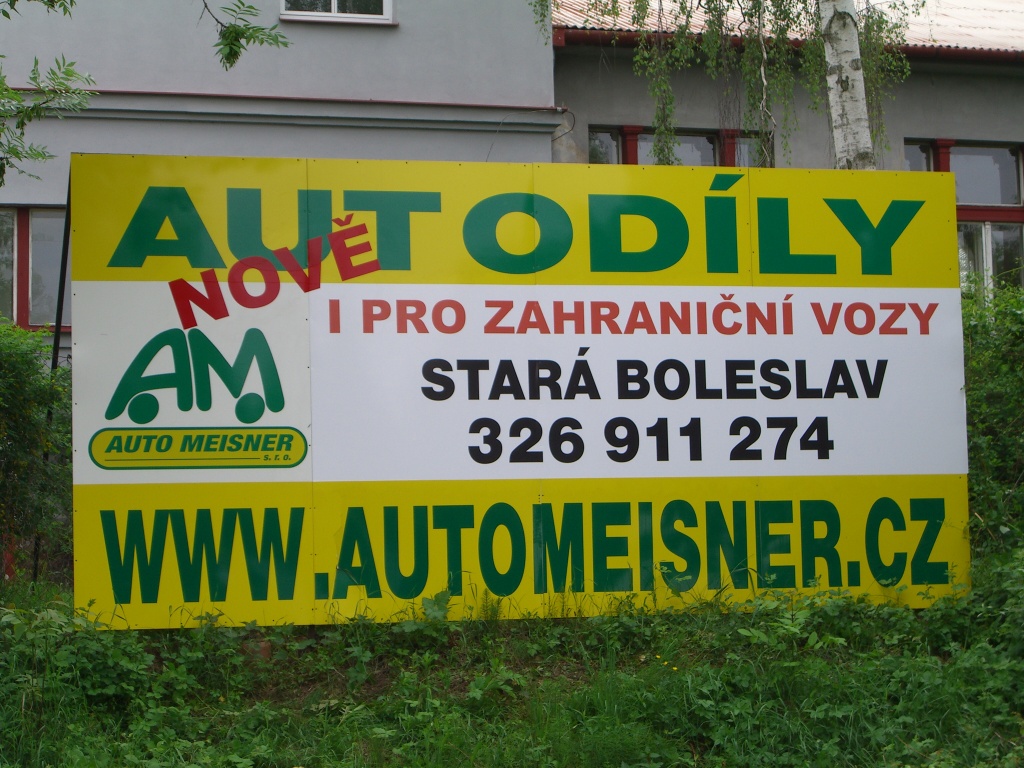 AUTODÍLY
NOVĚ
I PRO ZAHRANIČNÍ VOZY
STARÁ BOLESLAV
326 911 274
AM
AUTO MEISNER
s. r. o.
WWW.AUTOMEISNER.CZ